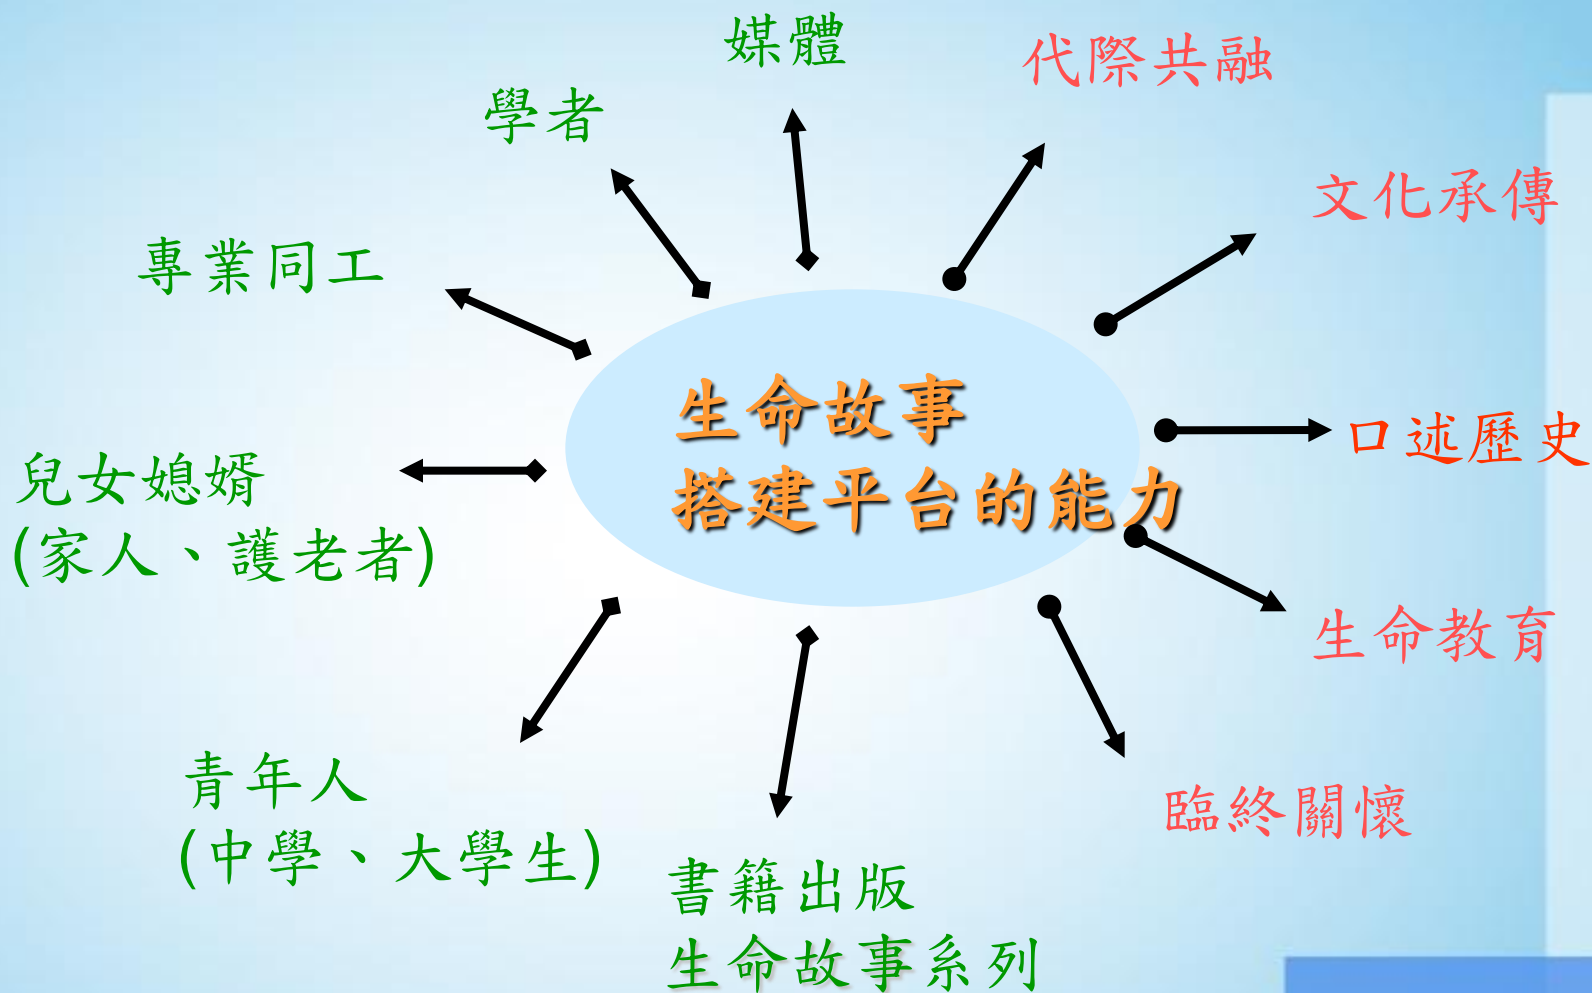 媒體
代際共融
學者
文化承傳
專業同工
生命故事
搭建平台的能力
口述歷史
兒女媳婿
(家人、護老者)
生命教育
青年人
(中學、大學生)
臨終關懷
書籍出版
生命故事系列